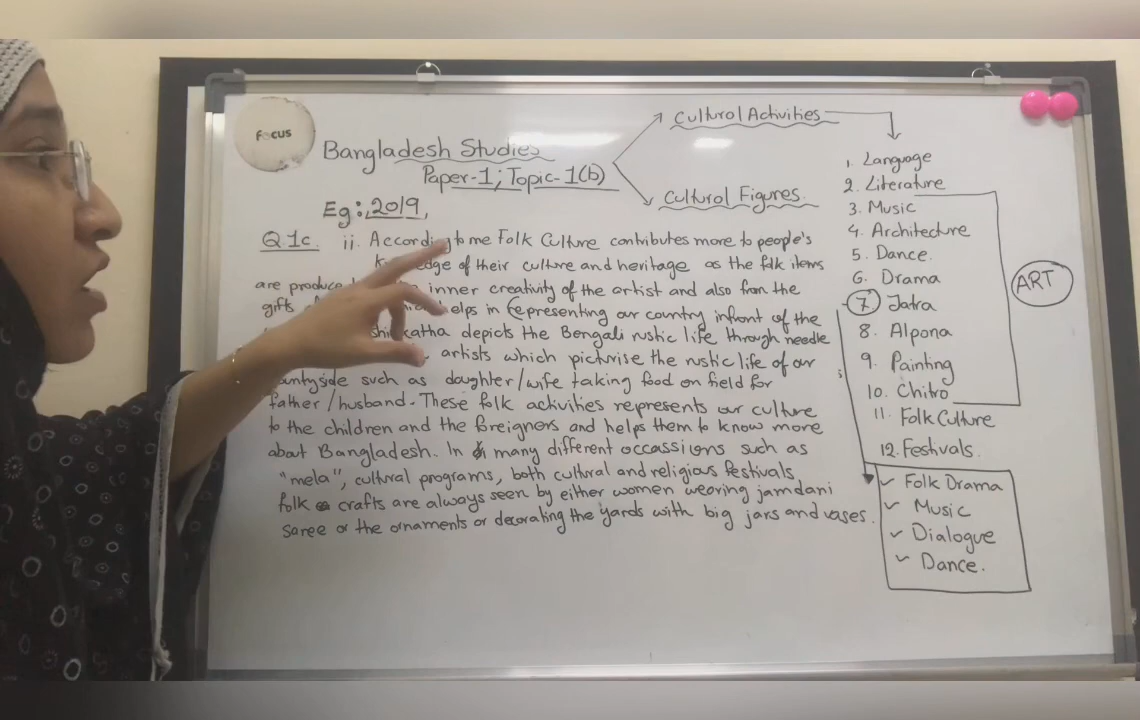 Focus
Bangladesh Studies
Paper-1; Topic-1(b)
Cultural Activities
Cultural Figures.
Eg:, 2019,
Q 1c. ii. According to me Folk Culture contributes more to people's
of their culture and heritage as the folk items
are produce inner creativity of the artist and also from the
gifts elps in representing our country infront of the
katha depicts the Bengali rustic life through needle
artists which picturise the rustic life of our
such as daughter/wife taking food on field for
father/husband. These folk activities represents our culture
to the children and the foreigners and helps them to know more
about Bangladesh. In many different occassions such as
"mela", cultural programs, both cultural and religious festivals
folk crafts are always seen by either women weaving jamdani
saree or the ornaments or decorating the yards with big jars and vases.
1. Language
2. Literature
3. Music
4. Architecture
5. Dance.
6. Drama
7 Jatra
8. Alpona
9. Painting
10. Chitro
11. Folk Culture
12. Festivals.
ART
✓ Folk Drama
✓ Music
✓ Dialogue
✓ Dance.